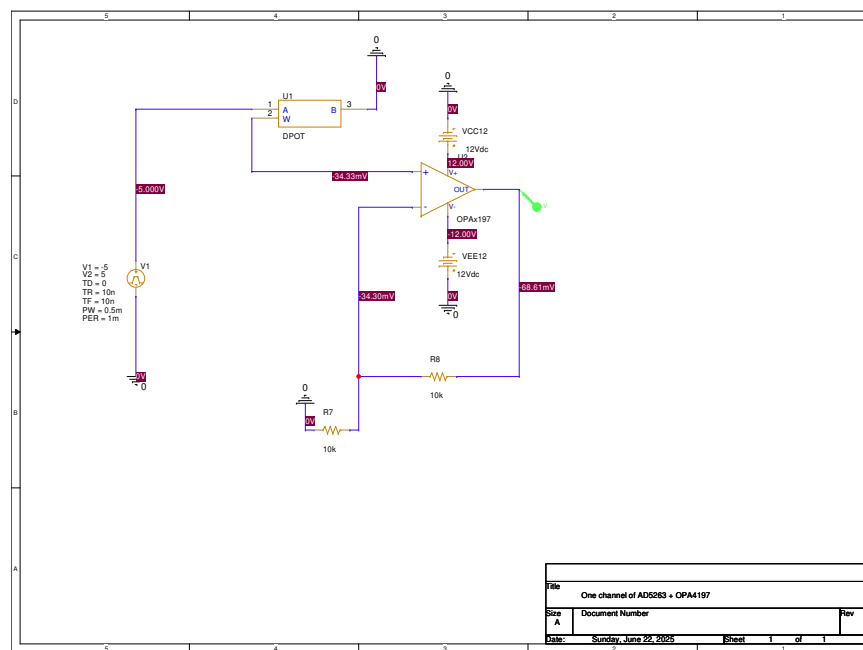 5 4 3 2 1
D
C
B
A
0
0V
U1
1 A B 3
2 W
DPOT
0
0V
VCC12
12Vdc
12.00V
V+
+
OUT
-
V-
OPAx197
-34.33mV
-5.000V
-12.00V
VEE12
12Vdc
0V
0
V1
V1 = -5
V2 = 5
TD = 0
TR = 10n
TF = 10n
PW = 0.5m
PER = 1m
-34.30mV
-68.61mV
0V
0
R8
10k
0
0V
R7
10k
Title
One channel of AD5263 + OPA4197
Size
A
Document Number
Rev
Date: Sunday, June 22, 2025 Sheet 1 of 1
5 4 3 2 1